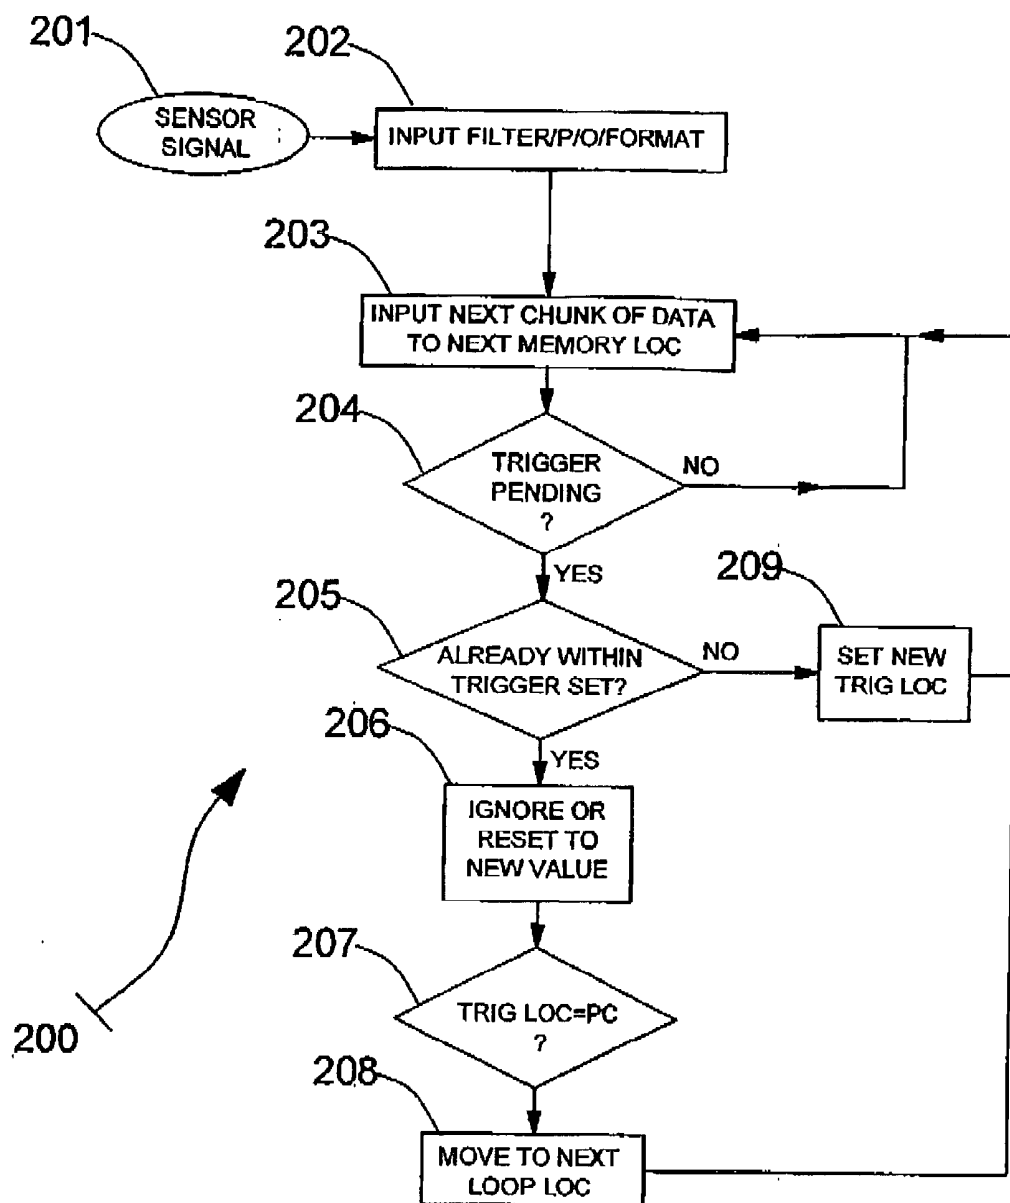 201
SENSOR
SIGNAL
202
INPUT FILTER/P/O/FORMAT
203
INPUT NEXT CHUNK OF DATA
TO NEXT MEMORY LOC
204
TRIGGER
PENDING
?
NO
YES
205
ALREADY WITHIN
TRIGGER SET?
NO
209
SET NEW
TRIG LOC
YES
206
IGNORE OR
RESET TO
NEW VALUE
207
TRIG LOC=PC
?
200
208
MOVE TO NEXT
LOOP LOC